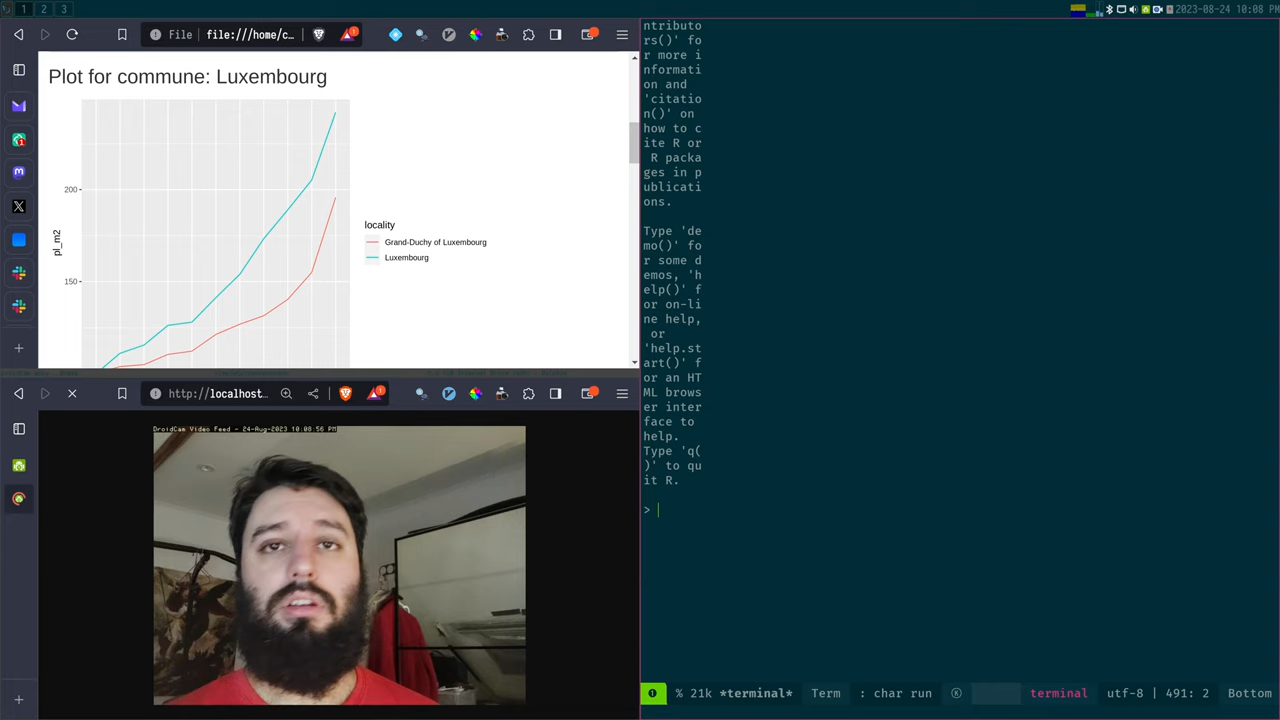 1 2 3
2023-08-24 10:08 PM
File file:///home/c…
1
Plot for commune: Luxembourg
200
150
pl_m2
locality
Grand-Duchy of Luxembourg
Luxembourg
http://localhost…
1
DroidCam Video Feed - 24-Aug-2023 10:08:56 PM
ntributo
rs()' fo
r more i
nformati
on and
'citatio
n()' on
how to c
ite R or
 R packa
ges in p
ublicati
ons.
Type 'de
mo()' fo
r some d
emos, 'h
elp()' f
or on-li
ne help,
 or
'help.st
art()' f
or an HT
ML brows
er inter
face to
help.
Type 'q(
)' to qu
it R.
>
% 21k *terminal* Term : char run K terminal utf-8 | 491: 2 Bottom